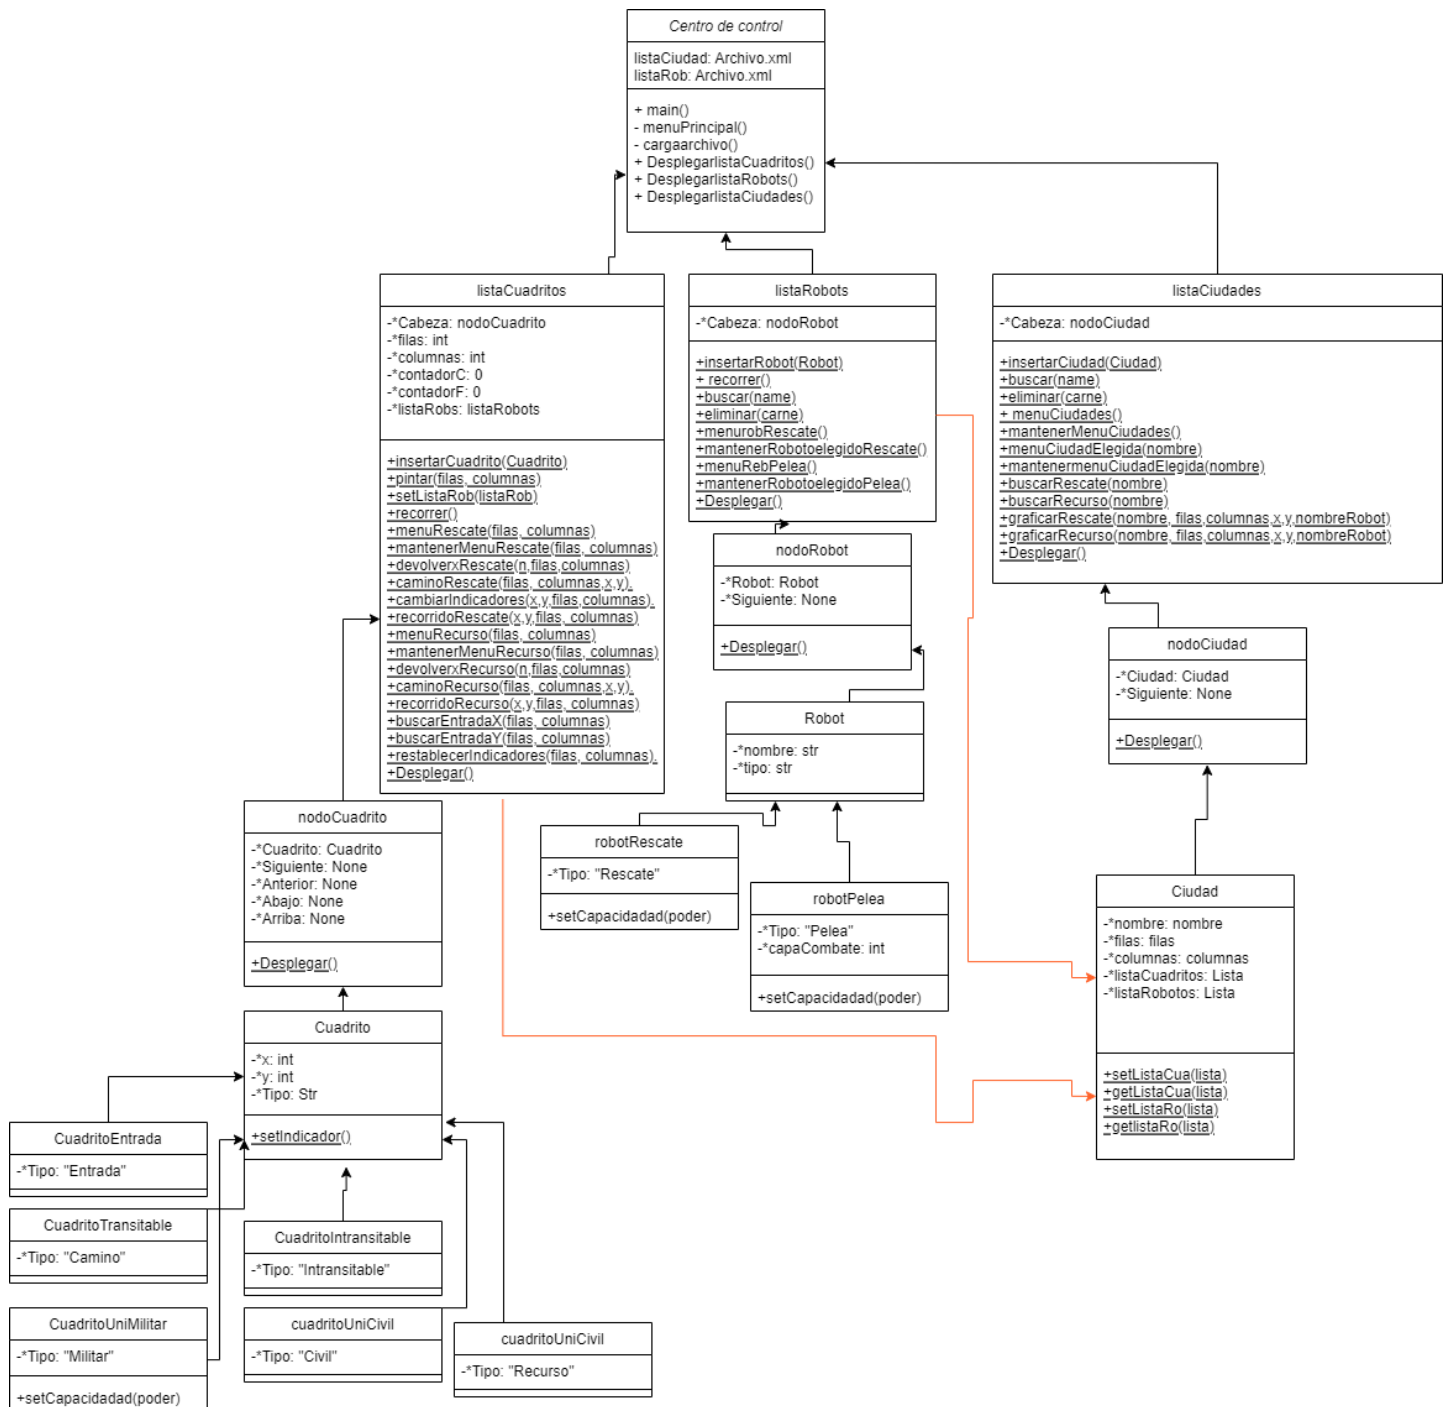 Centro de control
listaCiudad: Archivo.xml
listaRob: Archivo.xml
+ main()
- menuPrincipal()
- cargaarchivo()
+ DesplegarlistaCuadritos()
+ DesplegarlistaRobots()
+ DesplegarlistaCiudades()
listaCuadritos
-*Cabeza: nodoCuadrito
-*filas: int
-*columnas: int
-*contadorC: 0
-*contadorF: 0
-*listaRobs: listaRobots
+insertarCuadrito(Cuadrito)
+pintar(filas, columnas)
+setListaRob(listaRob)
+recorrer()
+menuRescate(filas, columnas)
+mantenerMenuRescate(filas, columnas)
+devolverxRescate(n,filas,columnas)
+caminoRescate(filas, columnas,x,y).
+cambiarIndicadores(x,y,filas,columnas).
+recorridoRescate(x,y,filas, columnas)
+menuRecurso(filas, columnas)
+mantenerMenuRecurso(filas, columnas)
+devolverxRecurso(n,filas,columnas)
+caminoRecurso(filas, columnas,x,y).
+recorridoRecurso(x,y,filas, columnas)
+buscarEntradaX(filas, columnas)
+buscarEntradaY(filas, columnas)
+restablecerIndicadores(filas, columnas).
+Desplegar()
listaRobots
-*Cabeza: nodoRobot
+insertarRobot(Robot)
+ recorrer()
+buscar(name)
+eliminar(carne)
+menurobRescate()
+mantenerRobotoelegidoRescate()
+menuRebPelea()
+mantenerRobotoelegidoPelea()
+Desplegar()
listaCiudades
-*Cabeza: nodoCiudad
+insertarCiudad(Ciudad)
+buscar(name)
+eliminar(carne)
+ menuCiudades()
+mantenerMenuCiudades()
+menuCiudadElegida(nombre)
+mantenermenuCiudadElegida(nombre)
+buscarRescate(nombre)
+buscarRecurso(nombre)
+graficarRescate(nombre, filas,columnas,x,y,nombreRobot)
+graficarRecurso(nombre, filas,columnas,x,y,nombreRobot)
+Desplegar()
nodoRobot
-*Robot: Robot
-*Siguiente: None
+Desplegar()
nodoCiudad
-*Ciudad: Ciudad
-*Siguiente: None
+Desplegar()
Robot
-*nombre: str
-*tipo: str
nodoCuadrito
-*Cuadrito: Cuadrito
-*Siguiente: None
-*Anterior: None
-*Abajo: None
-*Arriba: None
+Desplegar()
robotRescate
-*Tipo: "Rescate"
+setCapacidadad(poder)
robotPelea
-*Tipo: "Pelea"
-*capaCombate: int
+setCapacidadad(poder)
Ciudad
-*nombre: nombre
-*filas: filas
-*columnas: columnas
-*listaCuadritos: Lista
-*listaRobotos: Lista
+setListaCua(lista)
+getListaCua(lista)
+setListaRo(lista)
+getlistaRo(lista)
Cuadrito
-*x: int
-*y: int
-*Tipo: Str
+setIndicador()
CuadritoEntrada
-*Tipo: "Entrada"
CuadritoTransitable
-*Tipo: "Camino"
CuadritoIntransitable
-*Tipo: "Intransitable"
CuadritoUniMilitar
-*Tipo: "Militar"
+setCapacidadad(poder)
cuadritoUniCivil
-*Tipo: "Civil"
cuadritoUniCivil
-*Tipo: "Recurso"